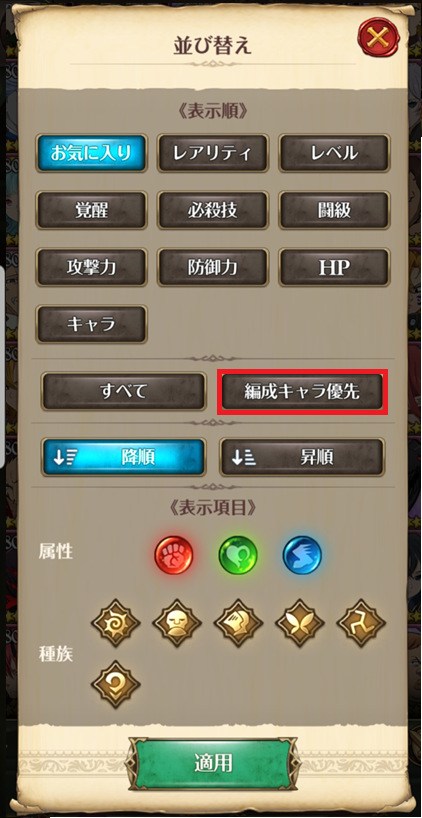 並び替え
《表示順》
お気に入り レアリティ レベル
覚醒 必殺技 闘級
攻撃力 防御力 HP
キャラ
すべて 編成キャラ優先
降順 昇順
《表示項目》
属性
種族
適用